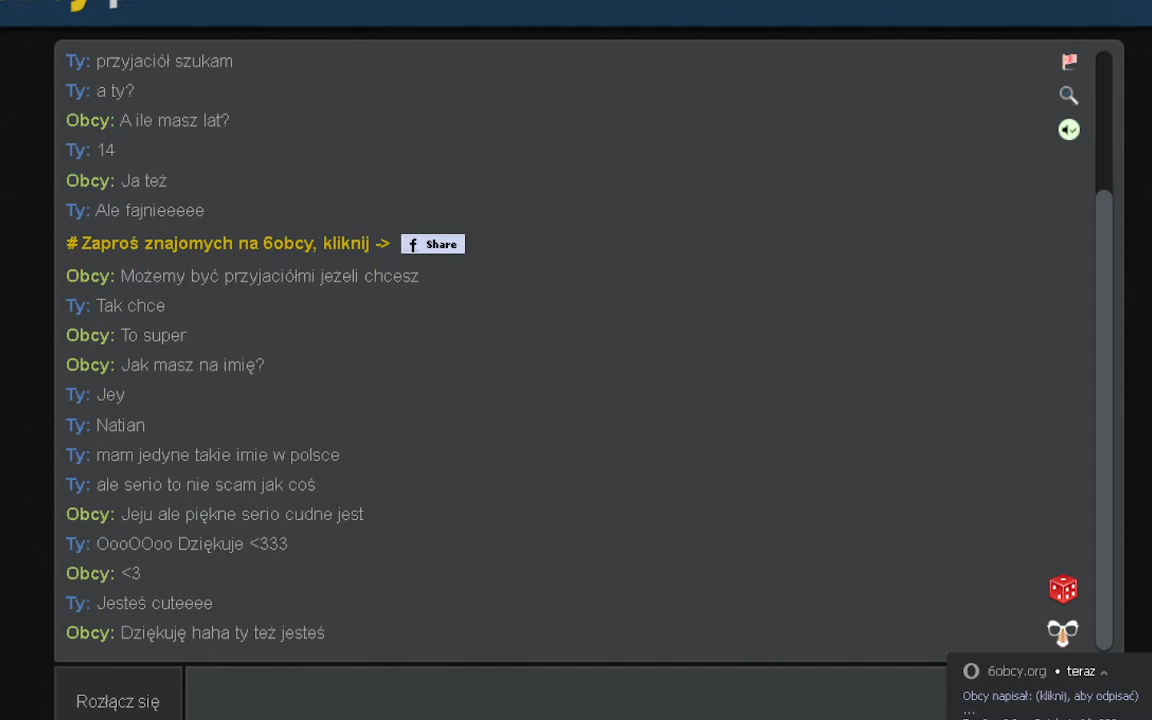 Ty: przyjaciół szukam
Ty: a ty?
Obcy: A ile masz lat?
Ty: 14
Obcy: Ja też
Ty: Ale fajnieeeee
# Zaproś znajomych na 6obcy, kliknij -> f Share
Obcy: Możemy być przyjaciółmi jeżeli chcesz
Ty: Tak chce
Obcy: To super
Obcy: Jak masz na imię?
Ty: Jey
Ty: Natian
Ty: mam jedyne takie imie w polsce
Ty: ale serio to nie scam jak coś
Obcy: Jeju ale piękne serio cudne jest
Ty: OooOOoo Dziękuje <333
Obcy: <3
Ty: Jesteś cuteeee
Obcy: Dziękuję haha ty też jesteś
Rozłącz się
6obcy.org • teraz
Obcy napisał: (kliknij, aby odpisać)
...